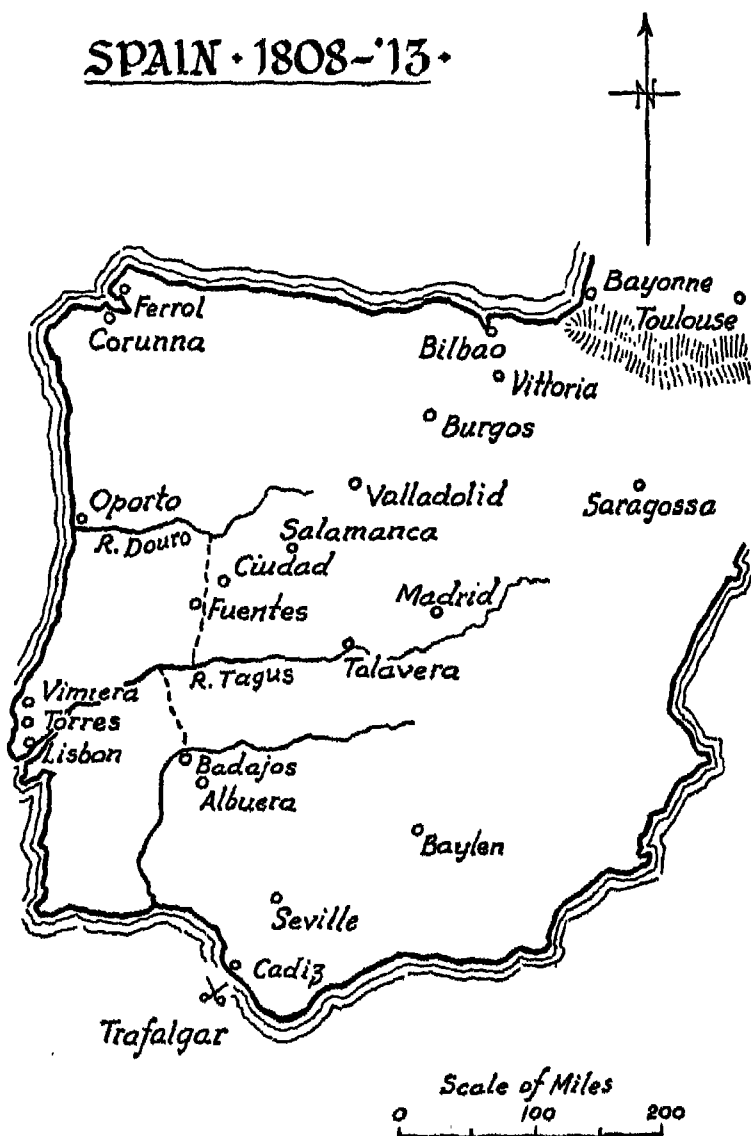 SPAIN · 1808-'13·
N
Ferrol
Corunna
Bayonne
Toulouse
Bilbao
Vittoria
Burgos
Oporto
R. Douro
Valladolid
Saragossa
Salamanca
Ciudad
Fuentes
Madrid
Talavera
R. Tagus
Vimiera
Torres
Lisbon
Badajos
Albuera
Baylen
Seville
Cadiz
Trafalgar
Scale of Miles
0 100 200